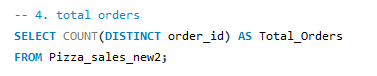 -- 4. total orders
SELECT COUNT(DISTINCT order_id) AS Total_Orders
FROM Pizza_sales_new2;